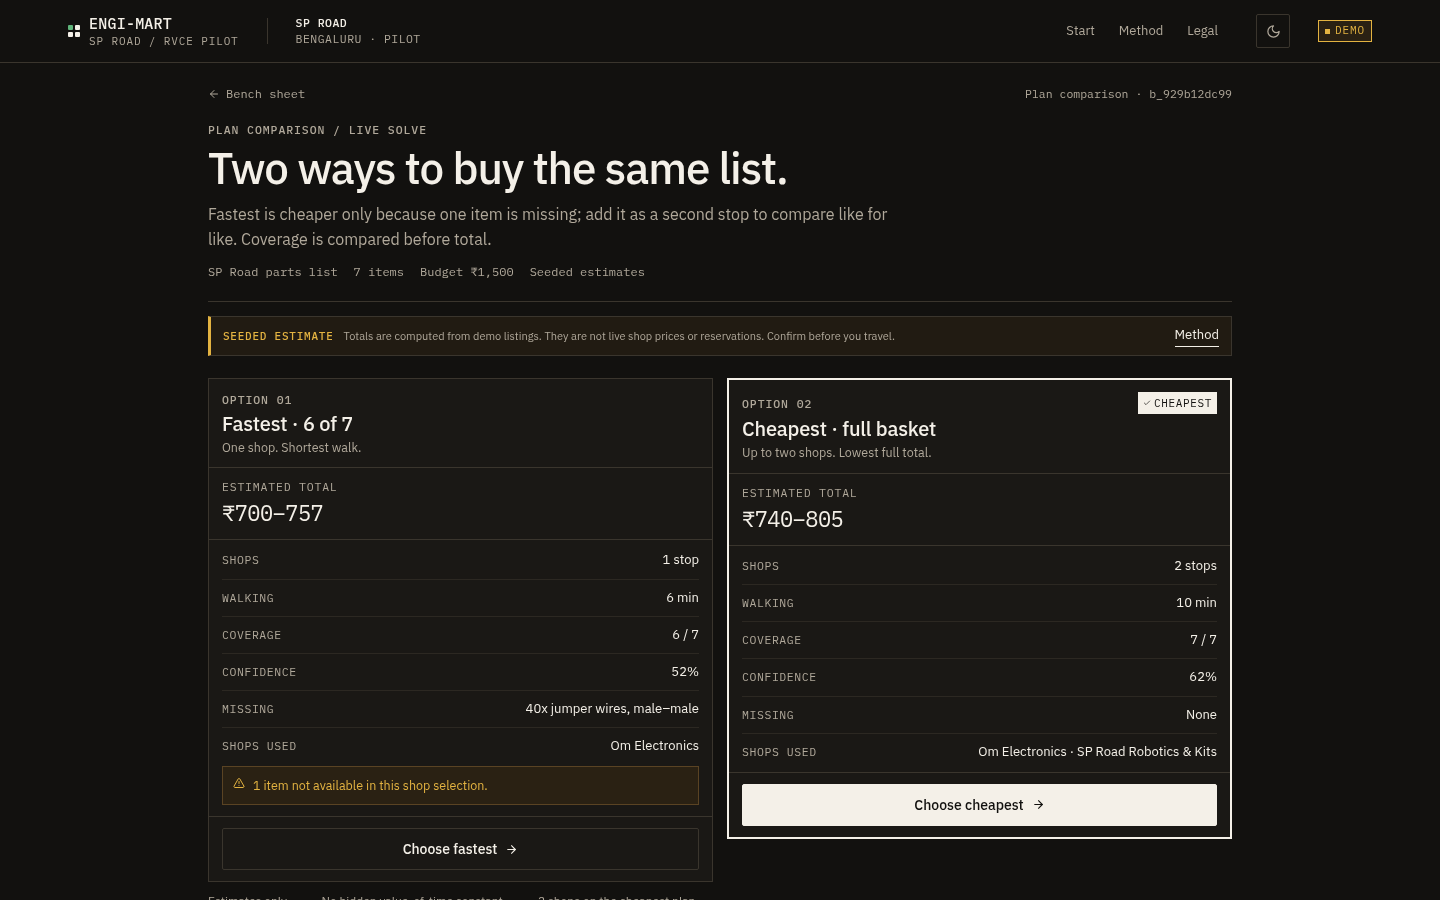 ENGI-MART
SP ROAD / RVCE PILOT
SP ROAD
BENGALURU · PILOT
Start
Method
Legal
DEMO
← Bench sheet
Plan comparison · b_929b12dc99
PLAN COMPARISON / LIVE SOLVE
Two ways to buy the same list.
Fastest is cheaper only because one item is missing; add it as a second stop to compare like for
like. Coverage is compared before total.
SP Road parts list 7 items Budget ₹1,500 Seeded estimates
SEEDED ESTIMATE Totals are computed from demo listings. They are not live shop prices or reservations. Confirm before you travel.
Method
OPTION 01
Fastest · 6 of 7
One shop. Shortest walk.
ESTIMATED TOTAL
₹700–757
SHOPS 1 stop
WALKING 6 min
COVERAGE 6 / 7
CONFIDENCE 52%
MISSING 40x jumper wires, male–male
SHOPS USED Om Electronics
1 item not available in this shop selection.
Choose fastest →
OPTION 02
✓ CHEAPEST
Cheapest · full basket
Up to two shops. Lowest full total.
ESTIMATED TOTAL
₹740–805
SHOPS 2 stops
WALKING 10 min
COVERAGE 7 / 7
CONFIDENCE 62%
MISSING None
SHOPS USED Om Electronics · SP Road Robotics & Kits
Choose cheapest →